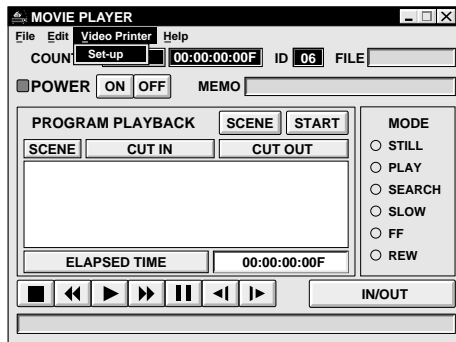 MOVIE PLAYER
File Edit Video Printer Help
Set-up
COUN 00:00:00:00F ID 06 FILE
POWER ON OFF MEMO
PROGRAM PLAYBACK SCENE START
SCENE CUT IN CUT OUT
ELAPSED TIME 00:00:00:00F
MODE
STILL
PLAY
SEARCH
SLOW
FF
REW
IN/OUT